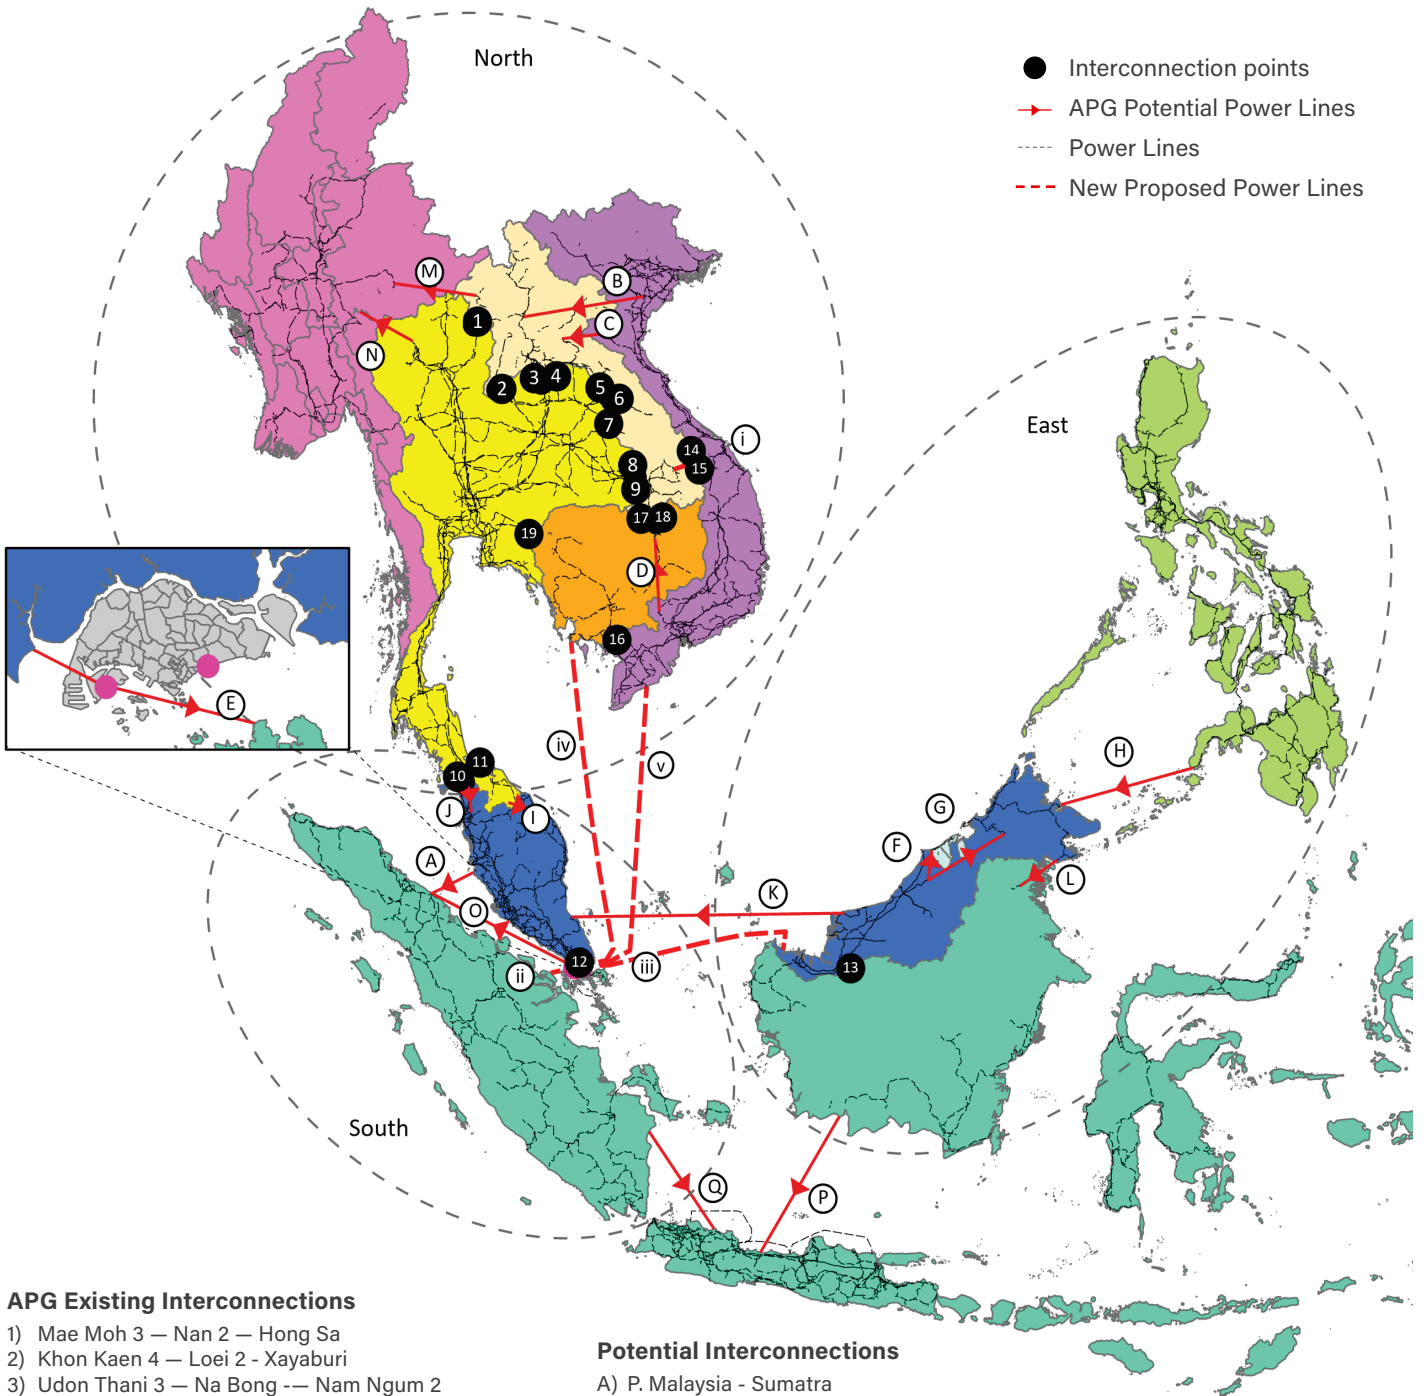 North
Interconnection points
APG Potential Power Lines
Power Lines
New Proposed Power Lines
M
B
1
C
N
2
3
4
5
6
7
East
i
14
8
15
9
17
18
19
D
16
E
iv
v
H
11
10
J
I
G
F
A
L
K
O
12
ii
iii
13
South
Q
P
APG Existing Interconnections
1) Mae Moh 3 — Nan 2 — Hong Sa
2) Khon Kaen 4 — Loei 2 - Xayaburi
3) Udon Thani 3 — Na Bong -— Nam Ngum 2
Potential Interconnections
A) P. Malaysia - Sumatra